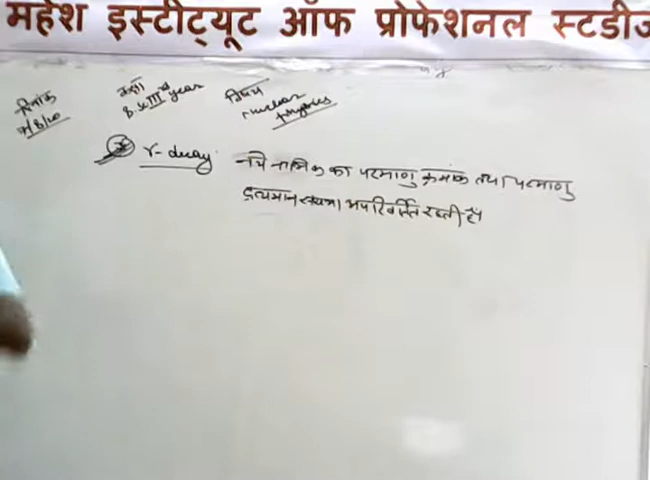 महेश इस्टीट्यूट ऑफ प्रोफेशनल स्टडीज
दिनांक
कक्षा
B.Sc III year
विषय
Nuclear
Physics
γ-decay नये नाभिक का परमाणु क्रमांक तथा परमाणु
द्रव्यमान संख्या अपरिवर्तित रहती है